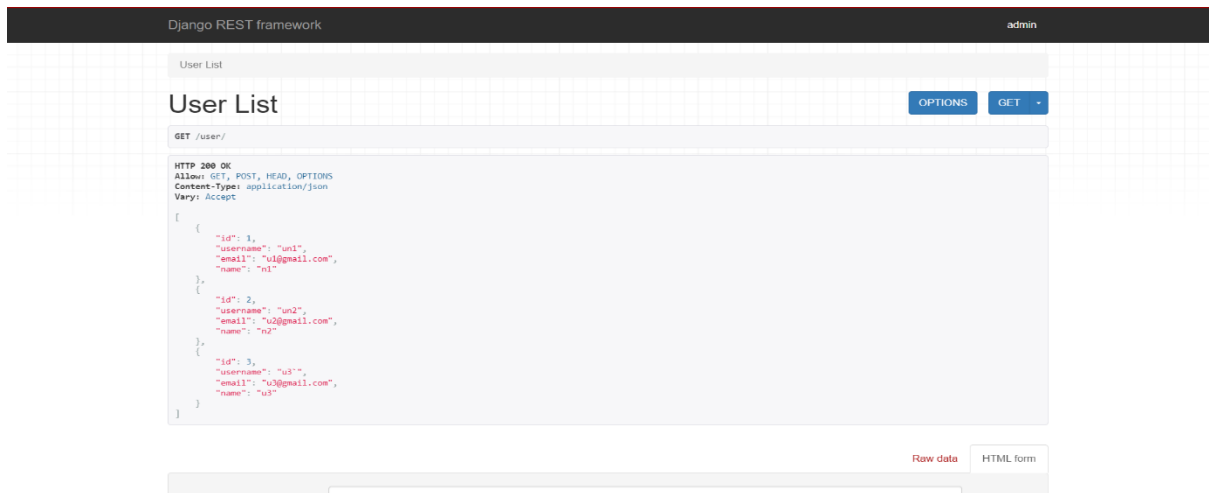 Django REST framework
admin
User List
User List
OPTIONS
GET
GET /user/
HTTP 200 OK
Allow: GET, POST, HEAD, OPTIONS
Content-Type: application/json
Vary: Accept
[
    {
        "id": 1,
        "username": "un1",
        "email": "u1@gmail.com",
        "name": "n1"
    },
    {
        "id": 2,
        "username": "un2",
        "email": "u2@gmail.com",
        "name": "n2"
    },
    {
        "id": 3,
        "username": "u3`",
        "email": "u3@gmail.com",
        "name": "u3"
    }
]
Raw data
HTML form